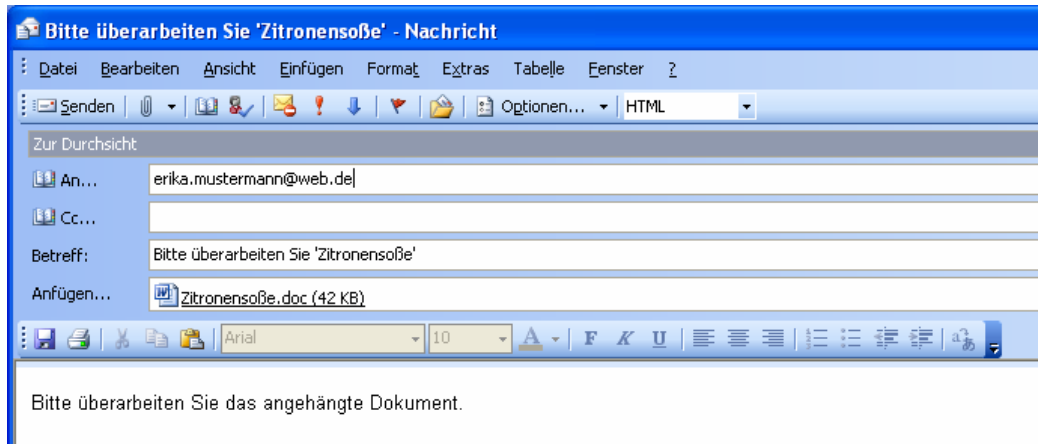 Bitte überarbeiten Sie 'Zitronensoße' - Nachricht
Datei Bearbeiten Ansicht Einfügen Format Extras Tabelle Fenster ?
Senden Optionen... HTML
Zur Durchsicht
An... erika.mustermann@web.de
Cc...
Betreff: Bitte überarbeiten Sie 'Zitronensoße'
Anfügen... Zitronensoße.doc (42 KB)
Arial 10 A F K U
Bitte überarbeiten Sie das angehängte Dokument.